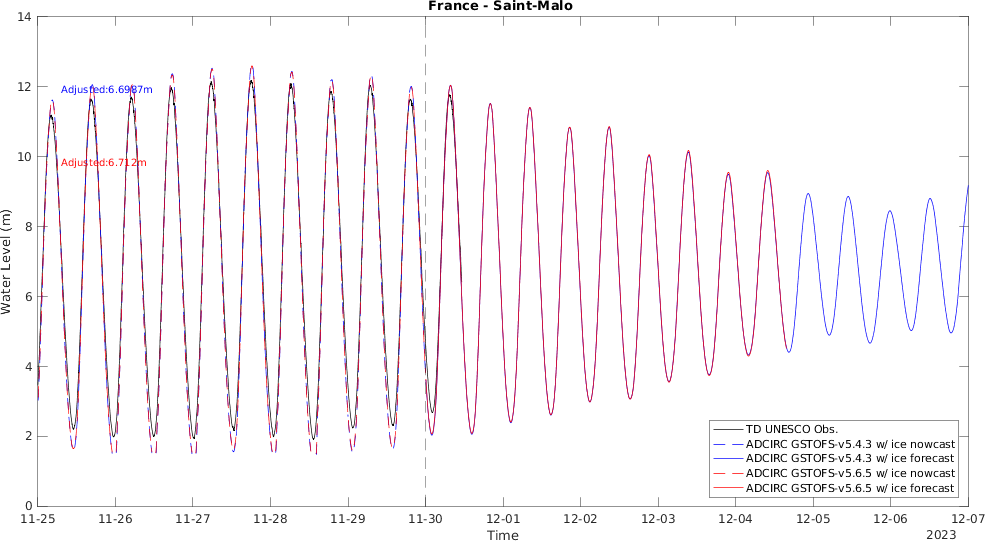 France - Saint-Malo
14
12
10
8
6
4
2
0
Water Level (m)
Adjusted:6.6987m
Adjusted:6.712m
TD UNESCO Obs.
ADCIRC GSTOFS-v5.4.3 w/ ice nowcast
ADCIRC GSTOFS-v5.4.3 w/ ice forecast
ADCIRC GSTOFS-v5.6.5 w/ ice nowcast
ADCIRC GSTOFS-v5.6.5 w/ ice forecast
11-25 11-26 11-27 11-28 11-29 11-30 12-01 12-02 12-03 12-04 12-05 12-06 12-07
Time
2023